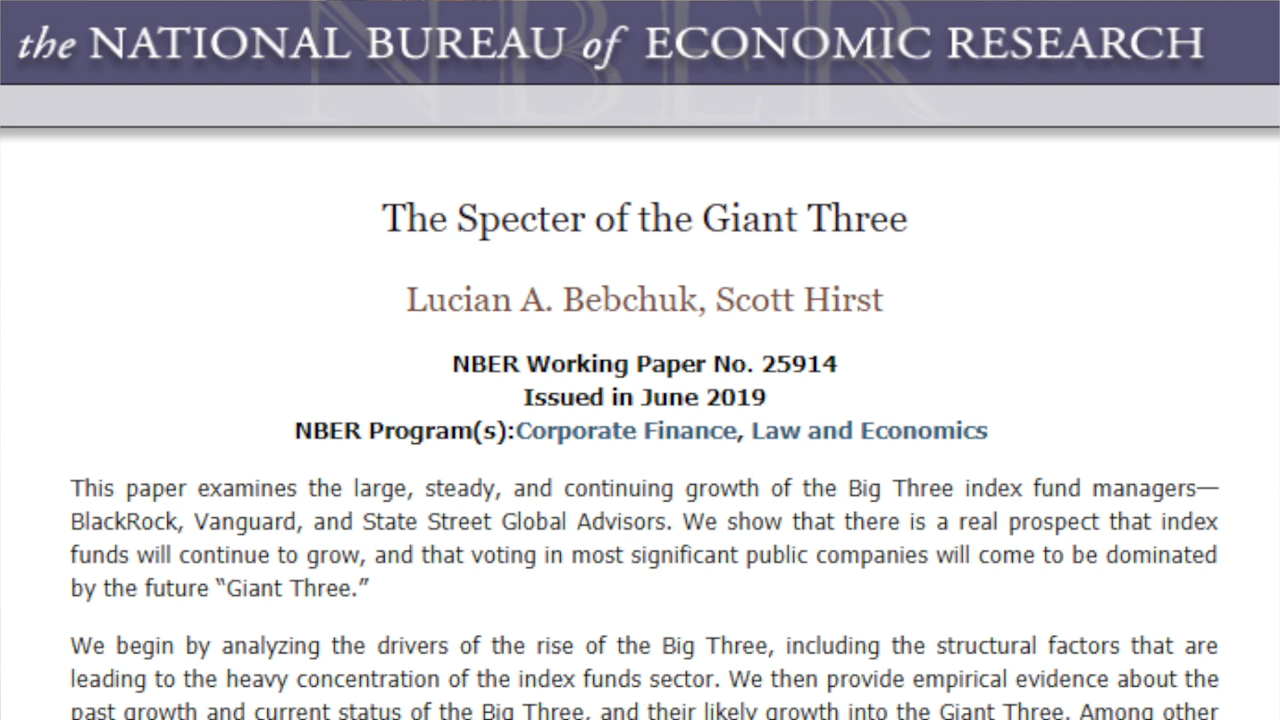 the NATIONAL BUREAU of ECONOMIC RESEARCH
NBER
The Specter of the Giant Three
Lucian A. Bebchuk, Scott Hirst
NBER Working Paper No. 25914
Issued in June 2019
NBER Program(s):Corporate Finance, Law and Economics
This paper examines the large, steady, and continuing growth of the Big Three index fund managers—
BlackRock, Vanguard, and State Street Global Advisors. We show that there is a real prospect that index
funds will continue to grow, and that voting in most significant public companies will come to be dominated
by the future “Giant Three.”
We begin by analyzing the drivers of the rise of the Big Three, including the structural factors that are
leading to the heavy concentration of the index funds sector. We then provide empirical evidence about the
past growth and current status of the Big Three, and their likely growth into the Giant Three. Among other